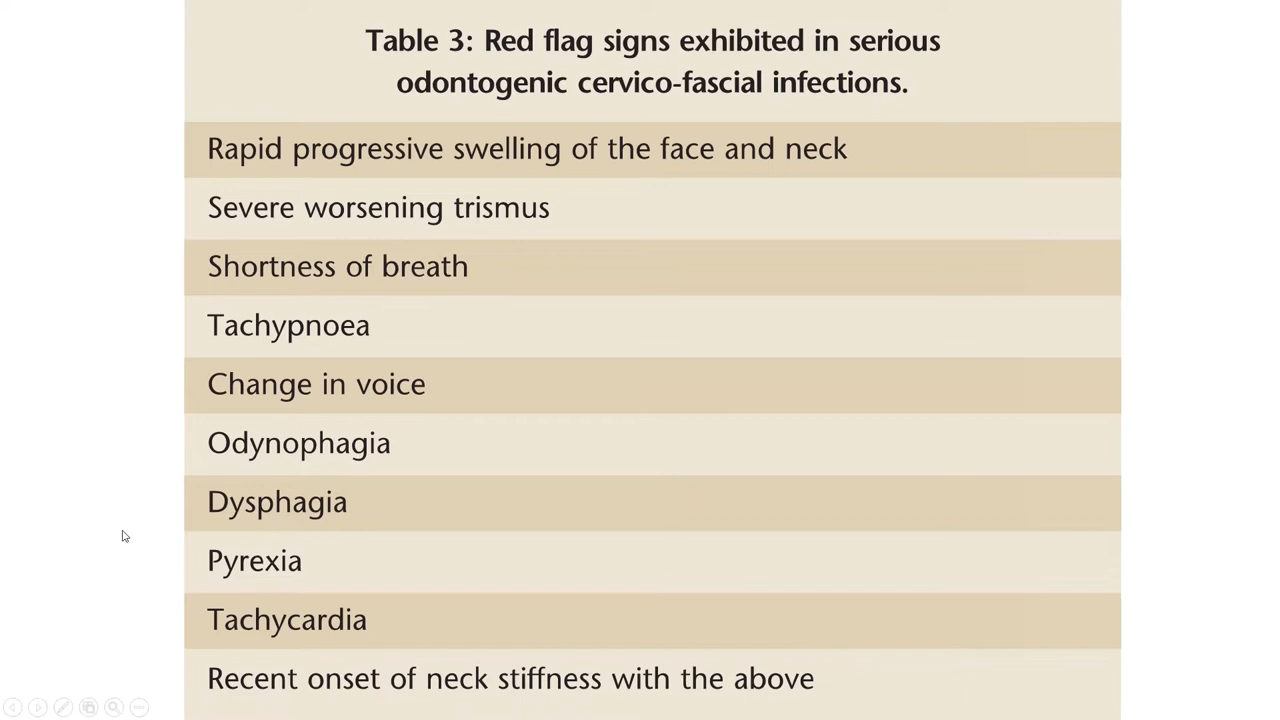 Table 3: Red flag signs exhibited in serious
odontogenic cervico-fascial infections.
Rapid progressive swelling of the face and neck
Severe worsening trismus
Shortness of breath
Tachypnoea
Change in voice
Odynophagia
Dysphagia
Pyrexia
Tachycardia
Recent onset of neck stiffness with the above